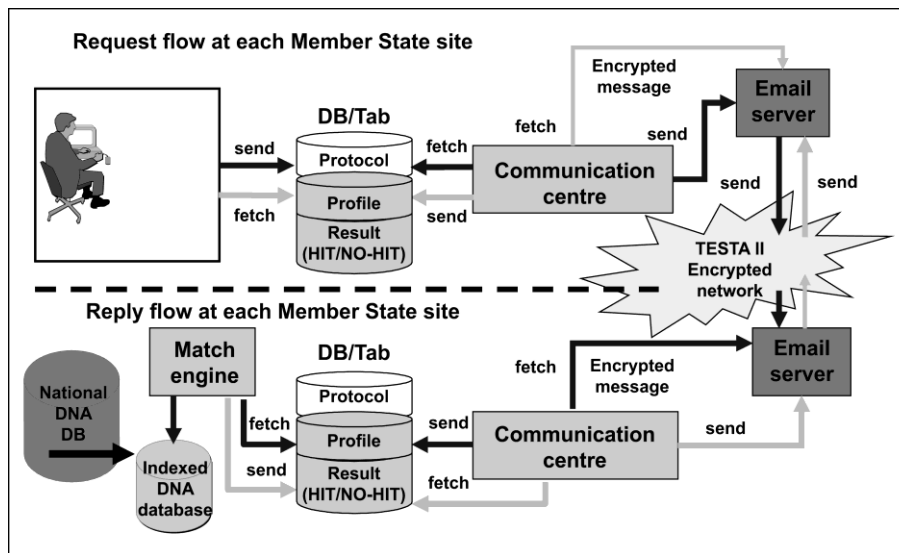 Request flow at each Member State site
Encrypted
message
Email
server
DB/Tab
fetch
send
fetch
send
Protocol
Communication
centre
send
send
fetch
Profile
send
Result
(HIT/NO-HIT)
TESTA II
Encrypted
network
Reply flow at each Member State site
Match
engine
DB/Tab
fetch
Encrypted
message
Email
server
National
DNA
DB
Protocol
fetch
send
Communication
centre
send
Profile
send
Indexed
DNA
database
Result
(HIT/NO-HIT)
fetch